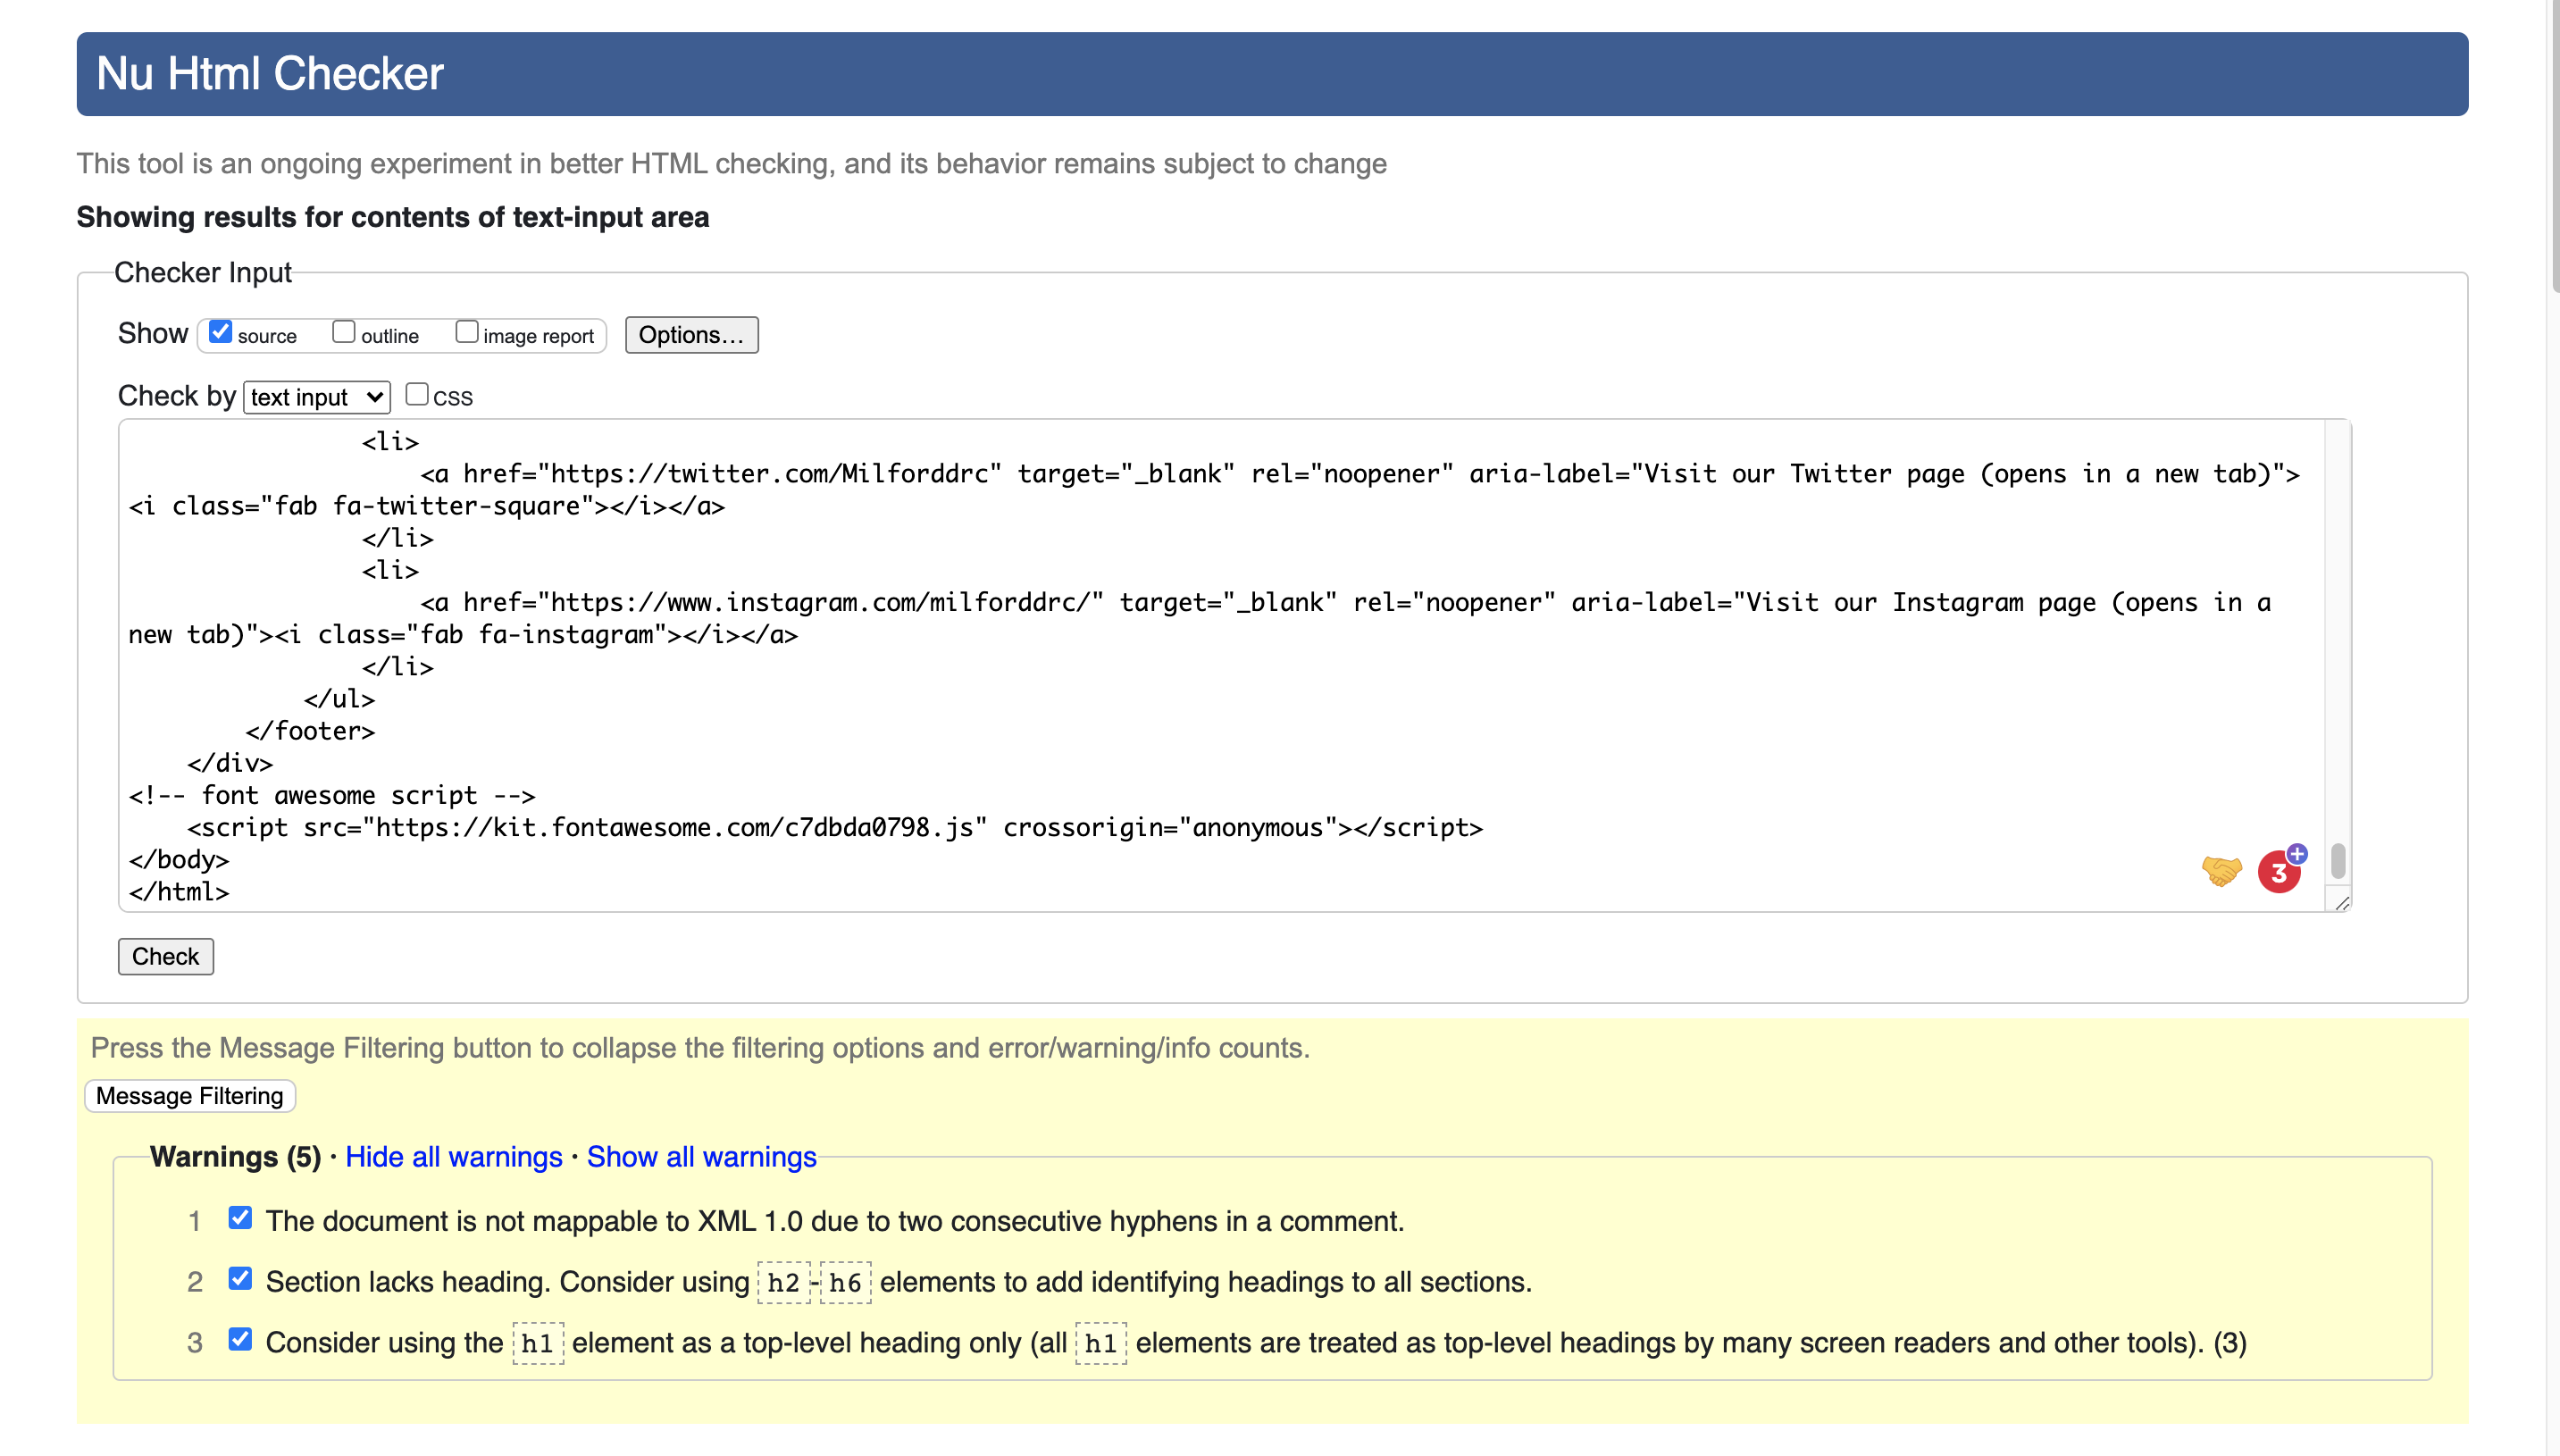 Nu Html Checker
This tool is an ongoing experiment in better HTML checking, and its behavior remains subject to change
Showing results for contents of text-input area
Checker Input
Show source outline image report Options...
Check by text input CSS
<li>
<a href="https://twitter.com/Milforddrc" target="_blank" rel="noopener" aria-label="Visit our Twitter page (opens in a new tab)">
<i class="fab fa-twitter-square"></i></a>
</li>
<li>
<a href="https://www.instagram.com/milforddrc/" target="_blank" rel="noopener" aria-label="Visit our Instagram page (opens in a
new tab)"><i class="fab fa-instagram"></i></a>
</li>
</ul>
</footer>
</div>
<!-- font awesome script -->
<script src="https://kit.fontawesome.com/c7dbda0798.js" crossorigin="anonymous"></script>
</body>
</html>
3
Check
Press the Message Filtering button to collapse the filtering options and error/warning/info counts.
Message Filtering
Warnings (5) · Hide all warnings · Show all warnings
1 The document is not mappable to XML 1.0 due to two consecutive hyphens in a comment.
2 Section lacks heading. Consider using h2-h6 elements to add identifying headings to all sections.
3 Consider using the h1 element as a top-level heading only (all h1 elements are treated as top-level headings by many screen readers and other tools). (3)